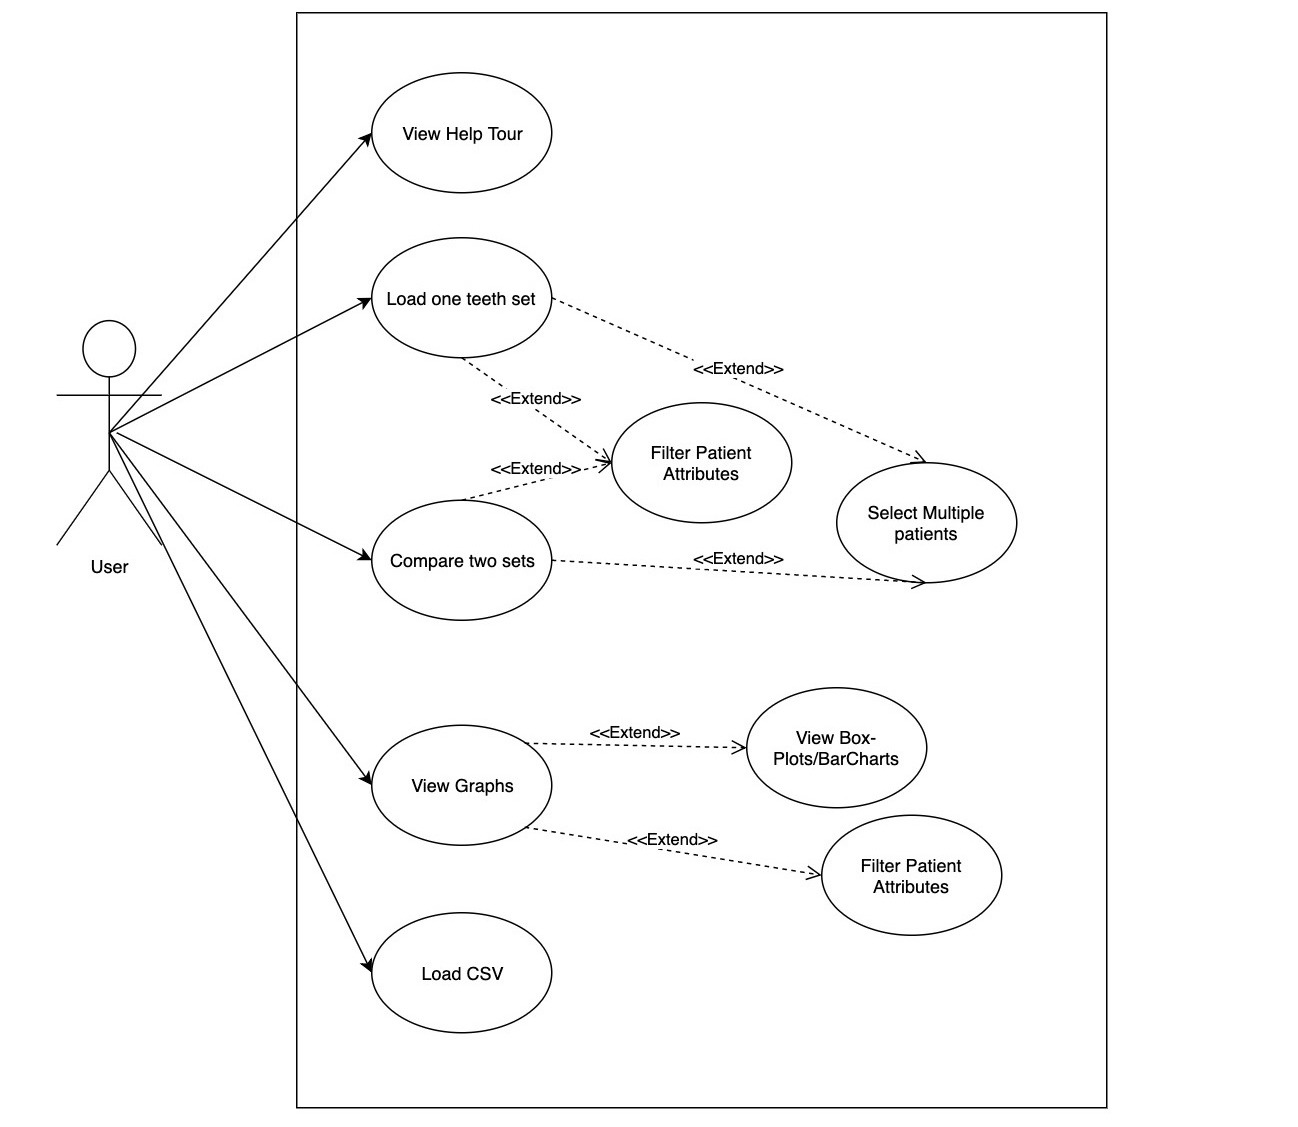 View Help Tour
Load one teeth set
<<Extend>>
<<Extend>>
Filter Patient
Attributes
<<Extend>>
Select Multiple
patients
User
Compare two sets
<<Extend>>
<<Extend>>
View Box-
Plots/BarCharts
View Graphs
<<Extend>>
Filter Patient
Attributes
Load CSV